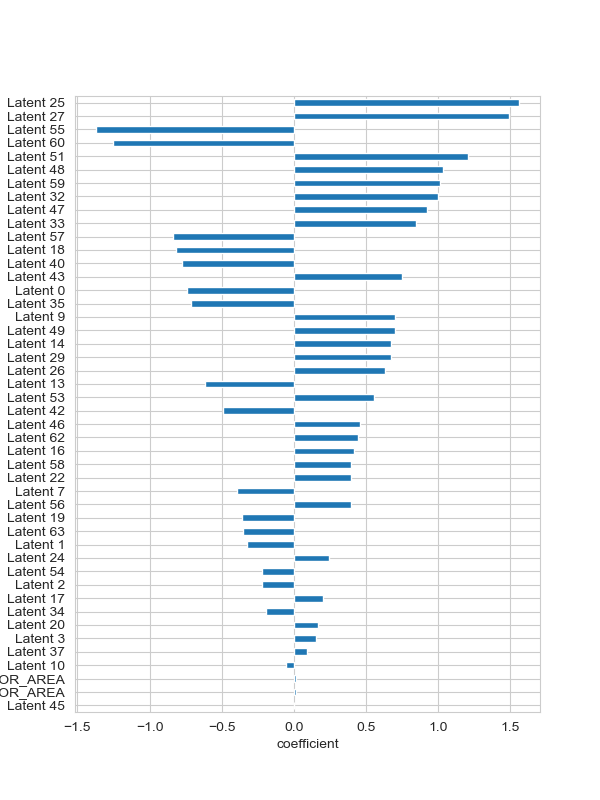 Latent 25
Latent 27
Latent 55
Latent 60
Latent 51
Latent 48
Latent 59
Latent 32
Latent 47
Latent 33
Latent 57
Latent 18
Latent 40
Latent 43
Latent 0
Latent 35
Latent 9
Latent 49
Latent 14
Latent 29
Latent 26
Latent 13
Latent 53
Latent 42
Latent 46
Latent 62
Latent 16
Latent 58
Latent 22
Latent 7
Latent 56
Latent 19
Latent 63
Latent 1
Latent 24
Latent 54
Latent 2
Latent 17
Latent 34
Latent 20
Latent 3
Latent 37
Latent 10
OR_AREA
OR_AREA
Latent 45
−1.5 −1.0 −0.5 0.0 0.5 1.0 1.5
coefficient